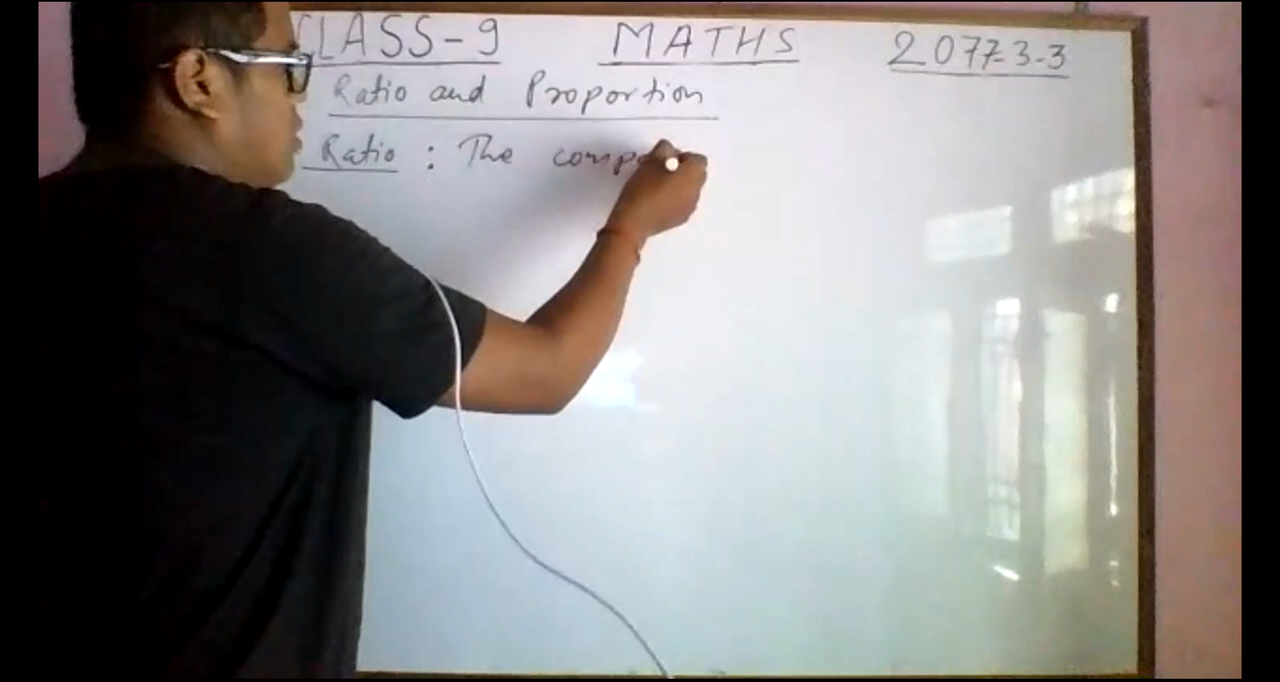 CLASS-9 MATHS 2077-3-3
Ratio and Proportion
Ratio : The comp